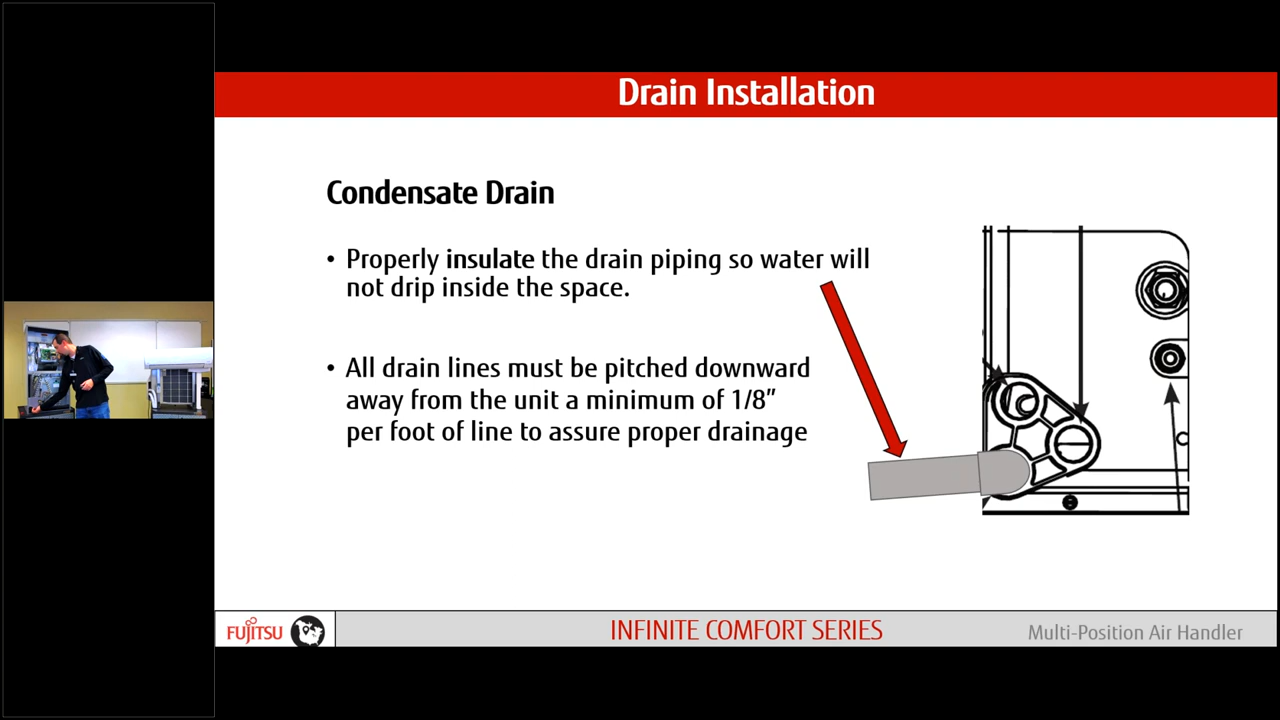 Drain Installation
Condensate Drain
• Properly insulate the drain piping so water will
not drip inside the space.
• All drain lines must be pitched downward
away from the unit a minimum of 1/8”
per foot of line to assure proper drainage
FUJITSU
INFINITE COMFORT SERIES
Multi-Position Air Handler